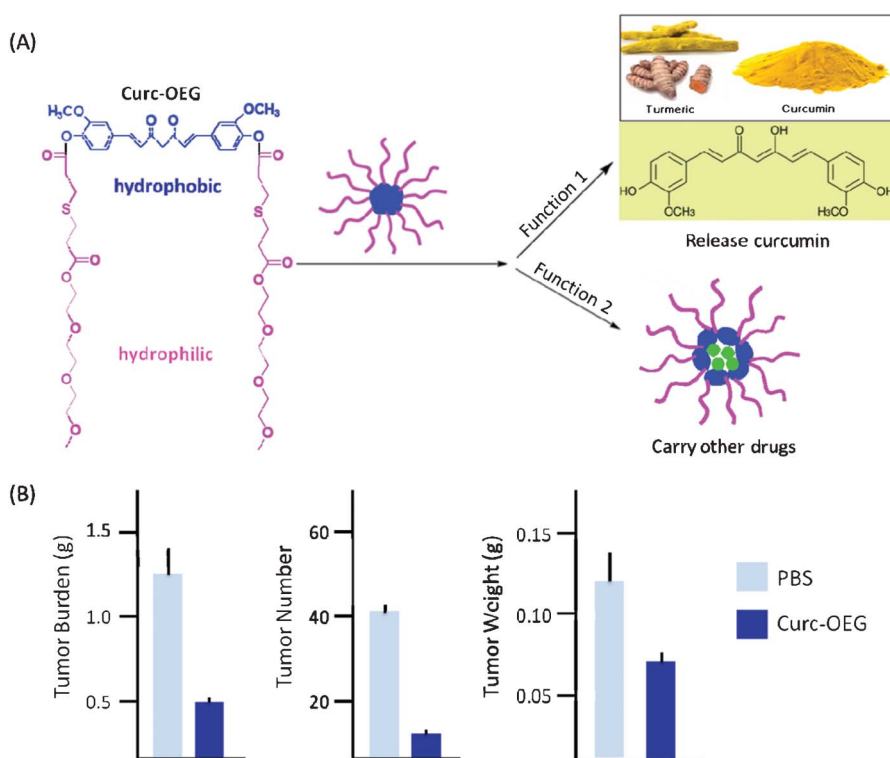 (A)
Curc-OEG
H₃CO
O
O
OCH₃
O
O
O
O
hydrophobic
S
S
O
O
O
O
hydrophilic
O
O
O
O
O
O
Function 1
Function 2
Turmeric
Curcumin
O
OH
HO
OH
OCH₃
H₃CO
Release curcumin
Carry other drugs
(B)
Tumor Burden (g)
1.5
1.0
0.5
Tumor Number
60
40
20
Tumor Weight (g)
0.15
0.10
0.05
PBS
Curc-OEG